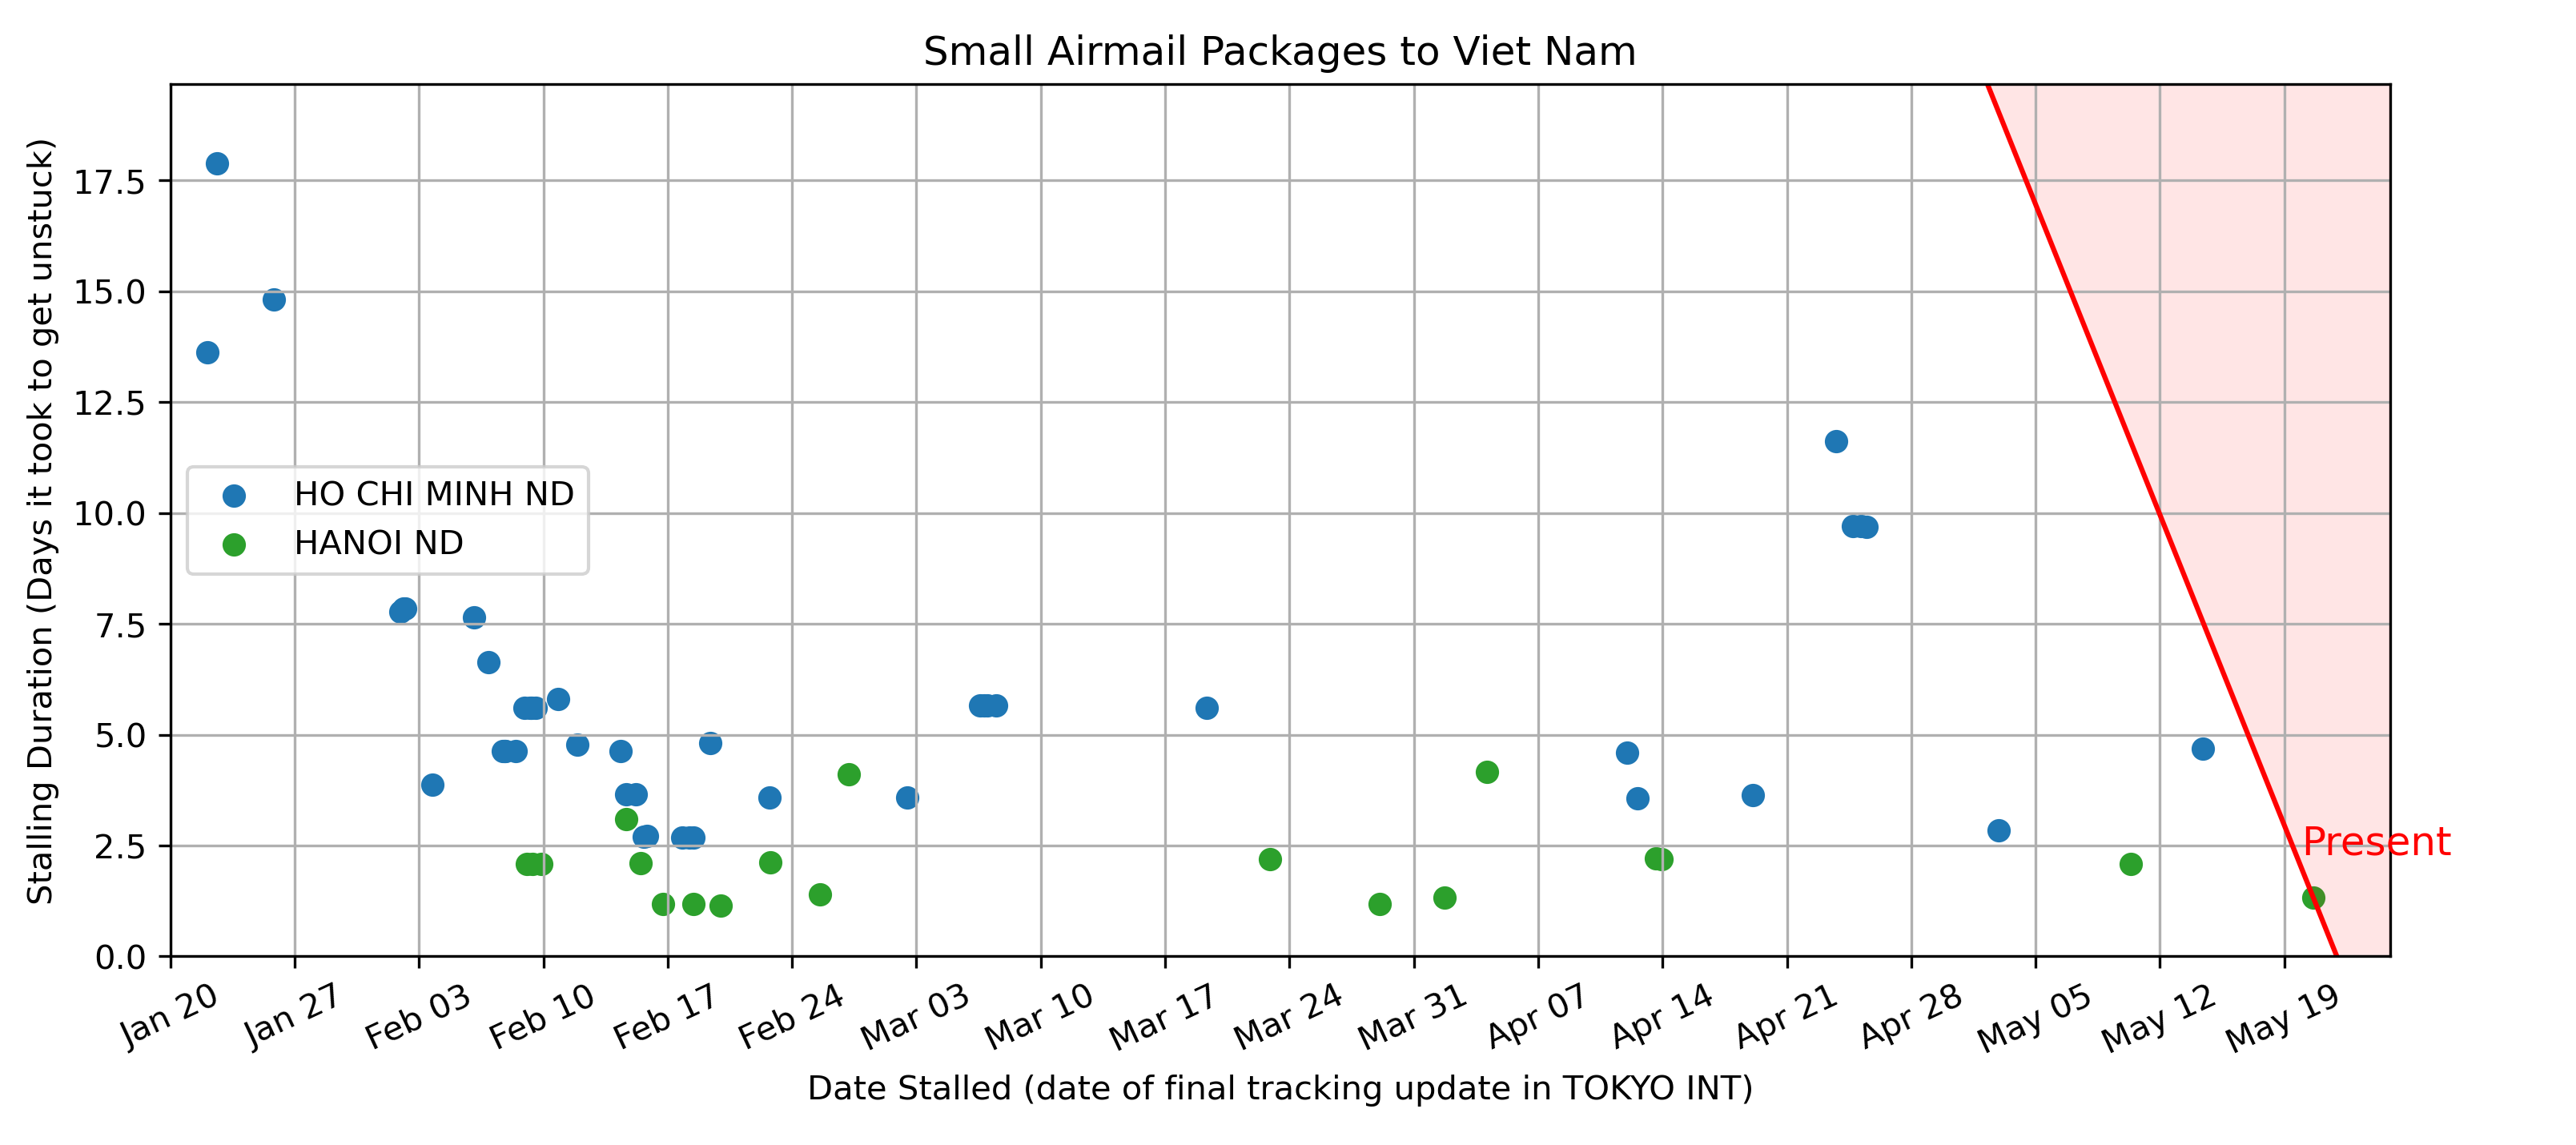 Small Airmail Packages to Viet Nam
Stalling Duration (Days it took to get unstuck)
17.5
15.0
12.5
10.0
7.5
5.0
2.5
0.0
HO CHI MINH ND
HANOI ND
Present
Jan 20
Jan 27
Feb 03
Feb 10
Feb 17
Feb 24
Mar 03
Mar 10
Mar 17
Mar 24
Mar 31
Apr 07
Apr 14
Apr 21
Apr 28
May 05
May 12
May 19
Date Stalled (date of final tracking update in TOKYO INT)